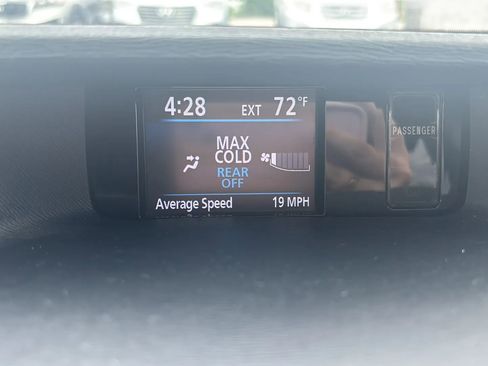 4:28 EXT 72°F
MAX
COLD
REAR
OFF
Average Speed 19 MPH
PASSENGER